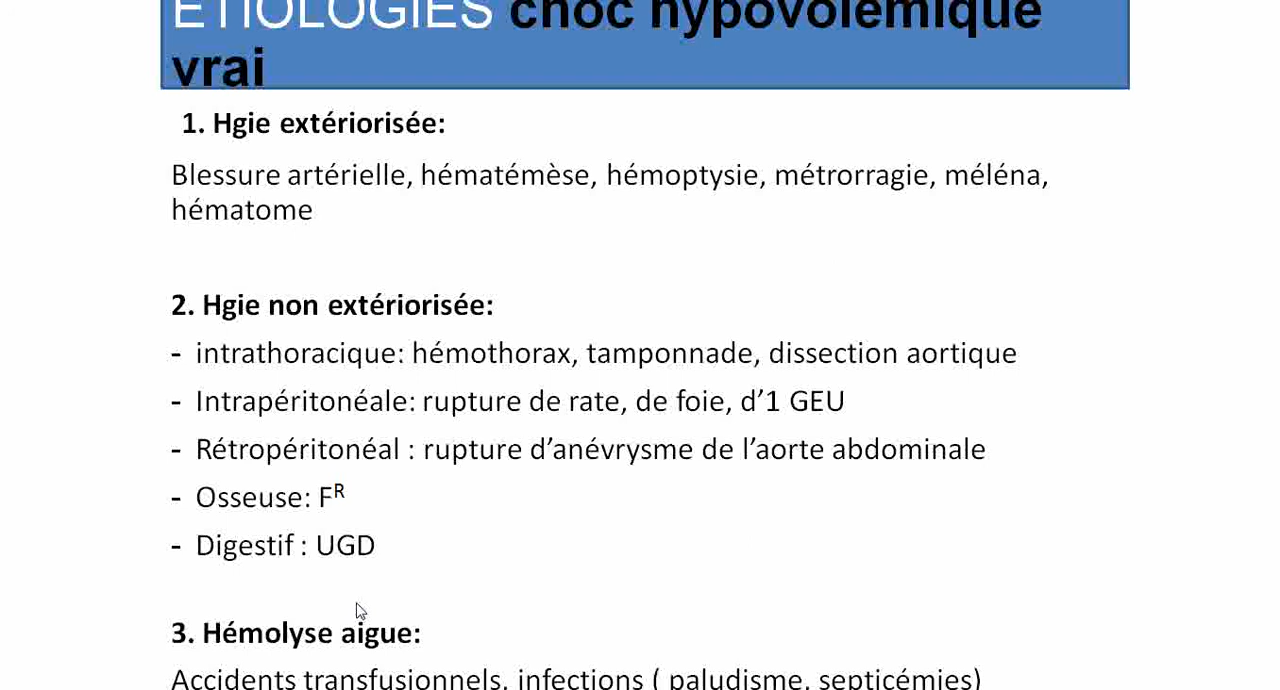 ETIOLOGIES choc hypovolémique
vrai
1. Hgie extériorisée:
Blessure artérielle, hématémèse, hémoptysie, métrorragie, méléna,
hématome
2. Hgie non extériorisée:
- intrathoracique: hémothorax, tamponnade, dissection aortique
- Intrapéritonéale: rupture de rate, de foie, d’1 GEU
- Rétropéritonéal : rupture d’anévrysme de l’aorte abdominale
- Osseuse: Fᴿ
- Digestif : UGD
3. Hémolyse aigue:
Accidents transfusionnels, infections ( paludisme, septicémies)